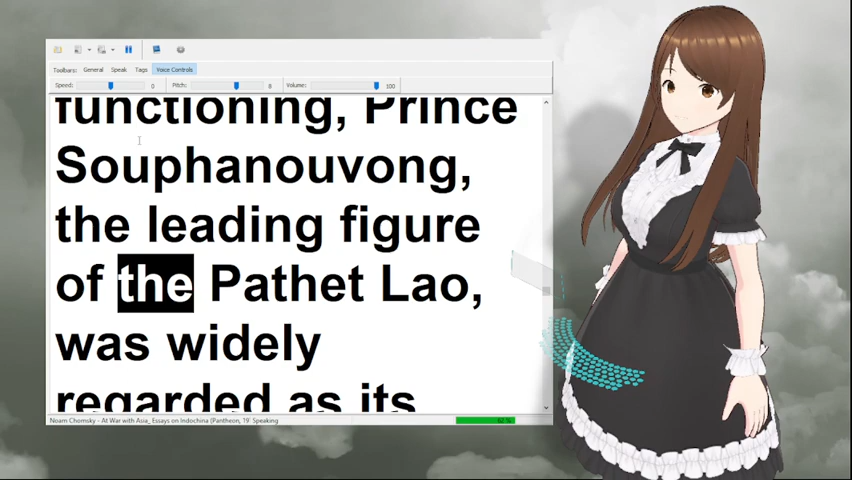 Toolbars: General Speak Tags Voice Controls
Speed: 0 Pitch: 8 Volume: 100
functioning, Prince
Souphanouvong,
the leading figure
of the Pathet Lao,
was widely
regarded as its
Noam Chomsky - At War with Asia_ Essays on Indochina (Pantheon, 19 Speaking 62 %